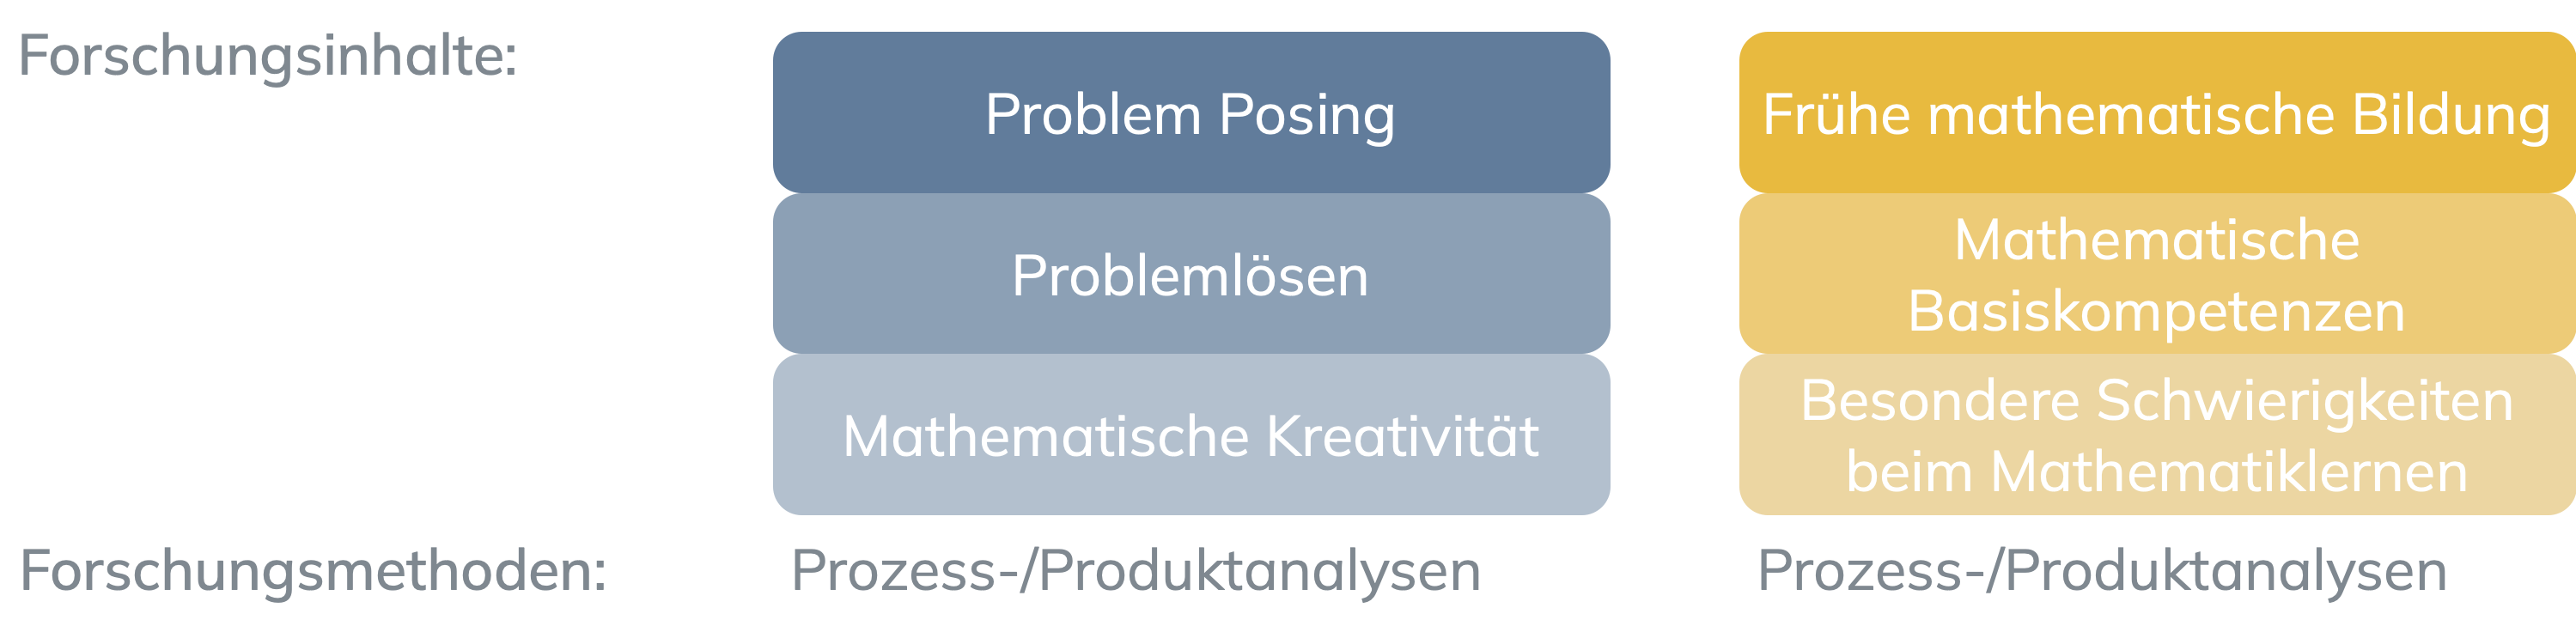 Forschungsinhalte:
Problem Posing
Problemlösen
Mathematische Kreativität
Frühe mathematische Bildung
Mathematische
Basiskompetenzen
Besondere Schwierigkeiten
beim Mathematiklernen
Forschungsmethoden:
Prozess-/Produktanalysen
Prozess-/Produktanalysen